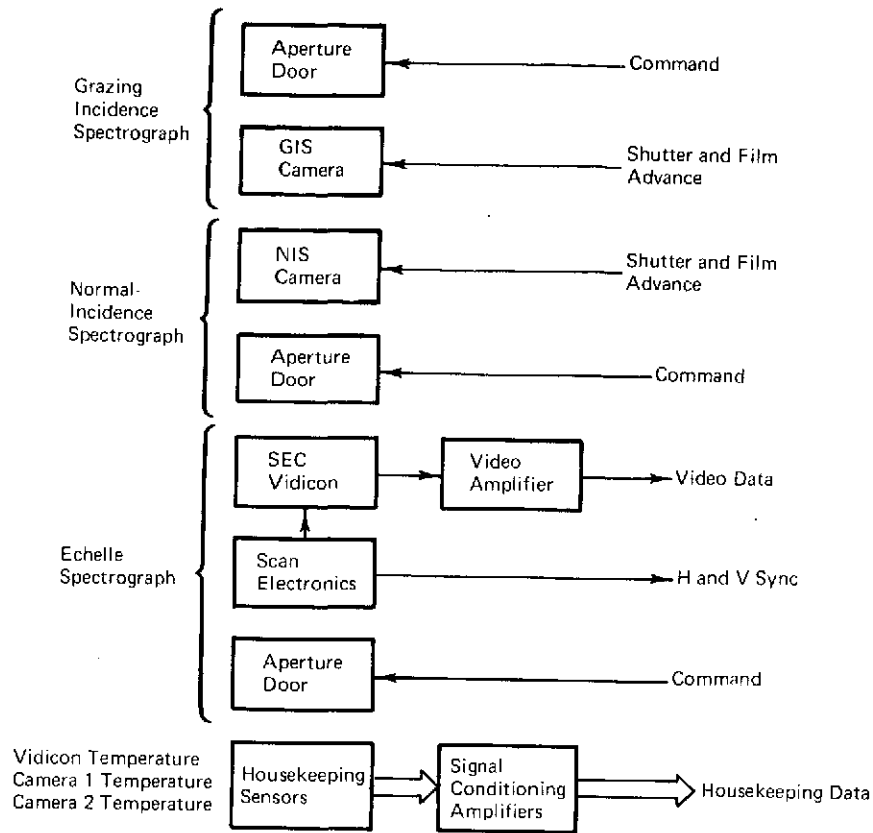 Grazing
Incidence
Spectrograph
Aperture
Door
Command
GIS
Camera
Shutter and Film
Advance
Normal-
Incidence
Spectrograph
NIS
Camera
Shutter and Film
Advance
Aperture
Door
Command
Echelle
Spectrograph
SEC
Vidicon
Video
Amplifier
Video Data
Scan
Electronics
H and V Sync
Aperture
Door
Command
Vidicon Temperature
Camera 1 Temperature
Camera 2 Temperature
Housekeeping
Sensors
Signal
Conditioning
Amplifiers
Housekeeping Data